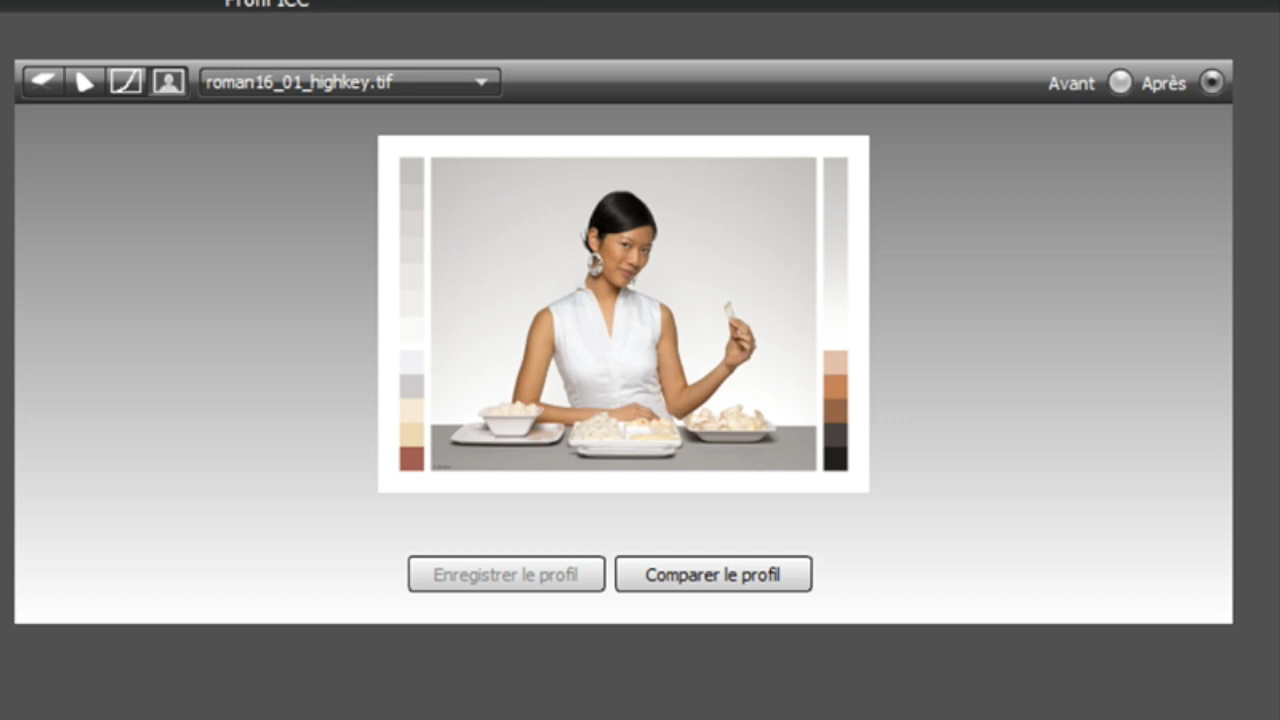 Profil ICC
roman16_01_highkey.tif
Avant Après
Enregistrer le profil Comparer le profil